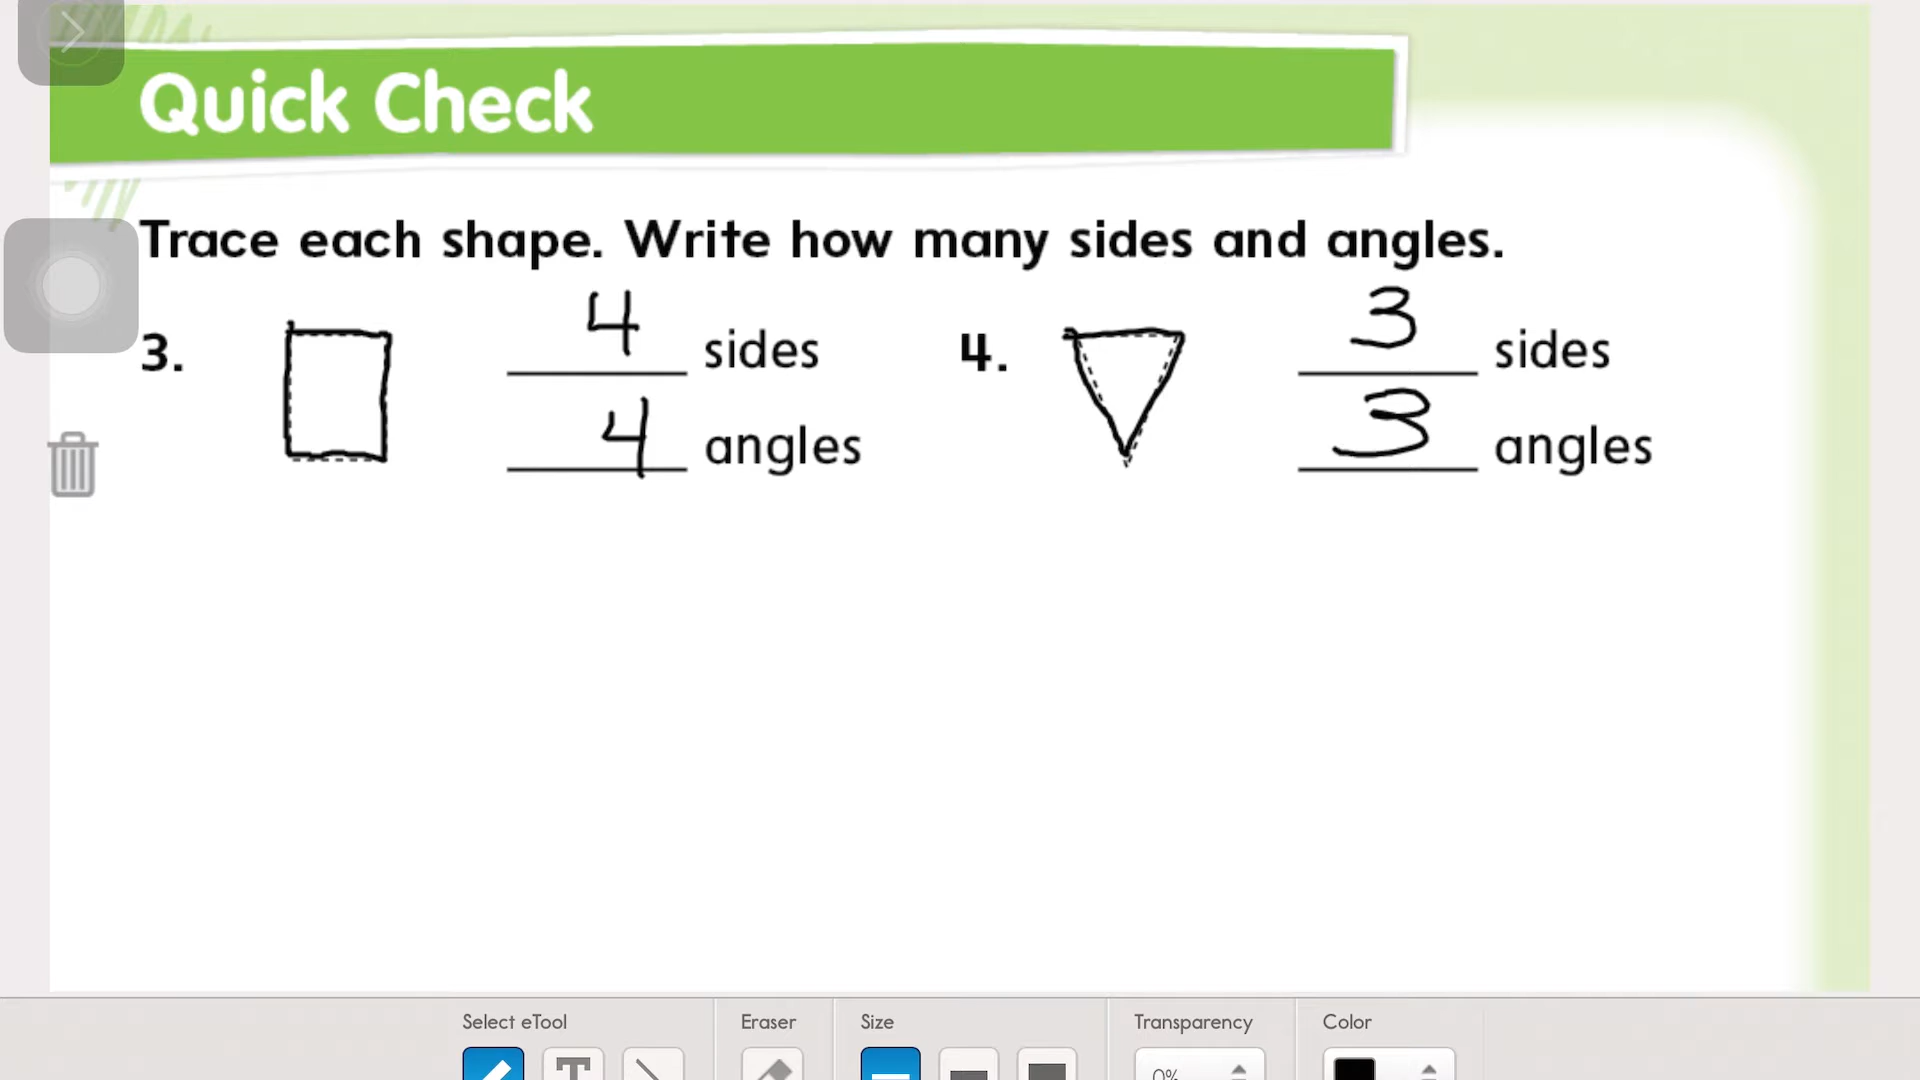 Quick Check
Trace each shape. Write how many sides and angles.
3. 4 sides 4. 3 sides
4 angles 3 angles
Select eTool Eraser Size Transparency Color
T 0%